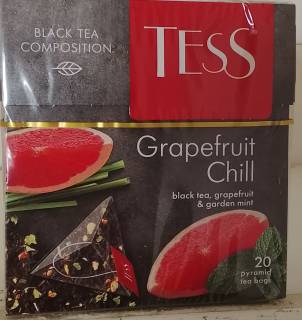 BLACK TEA
COMPOSITION
TESS
Grapefruit
Chill
black tea, grapefruit
& garden mint
20
pyramid
tea bags